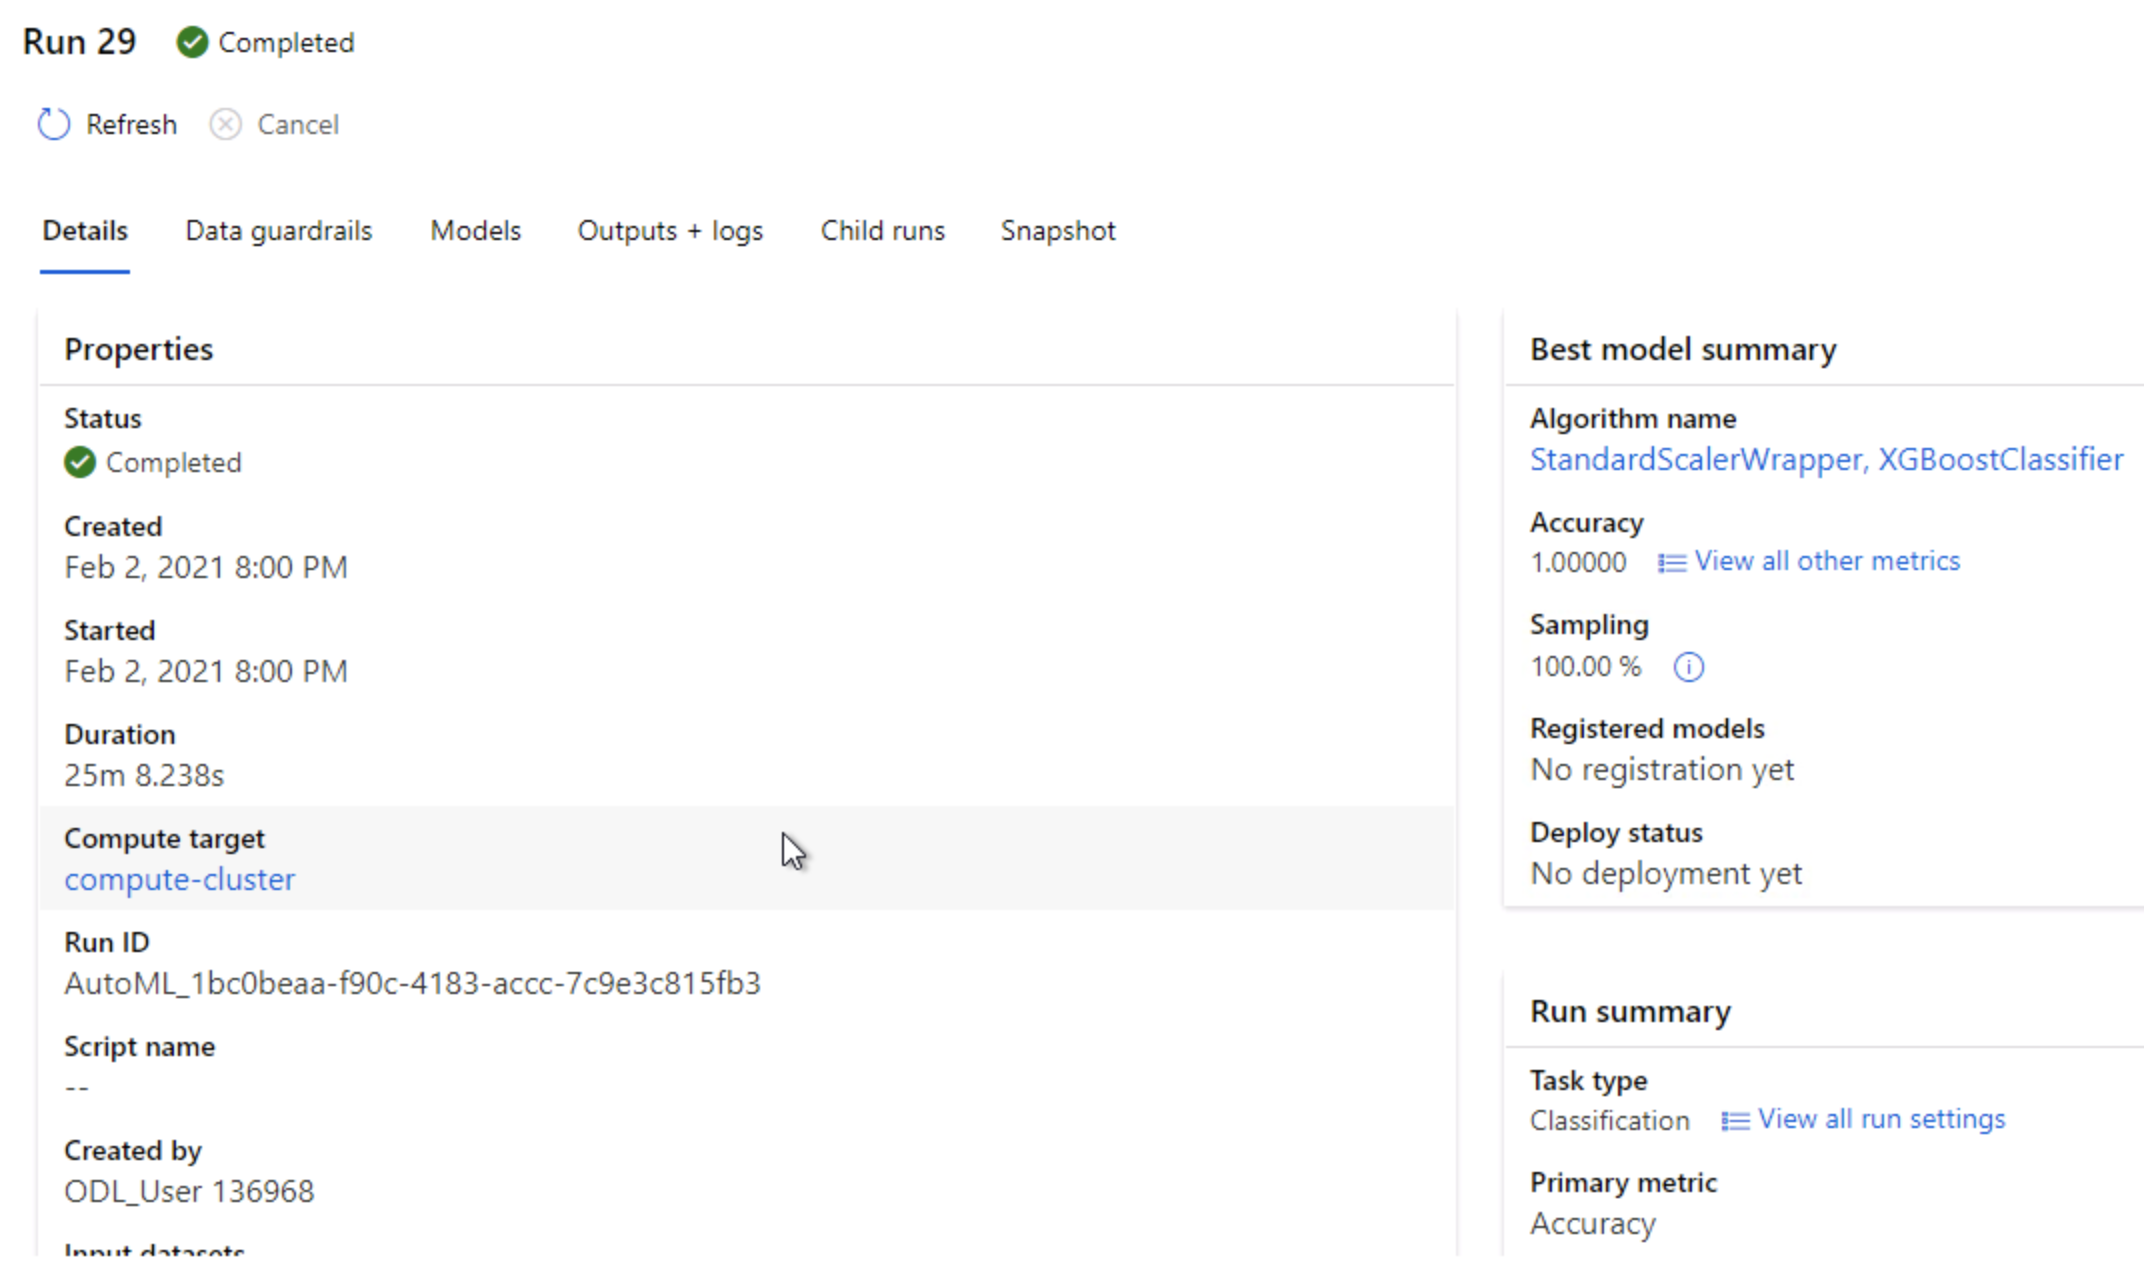 Run 29 Completed
Refresh Cancel
Details Data guardrails Models Outputs + logs Child runs Snapshot
Properties
Status
Completed
Created
Feb 2, 2021 8:00 PM
Started
Feb 2, 2021 8:00 PM
Duration
25m 8.238s
Compute target
compute-cluster
Run ID
AutoML_1bc0beaa-f90c-4183-accc-7c9e3c815fb3
Script name
--
Created by
ODL_User 136968
Input datasets
Best model summary
Algorithm name
StandardScalerWrapper, XGBoostClassifier
Accuracy
1.00000 View all other metrics
Sampling
100.00 %
Registered models
No registration yet
Deploy status
No deployment yet
Run summary
Task type
Classification View all run settings
Primary metric
Accuracy